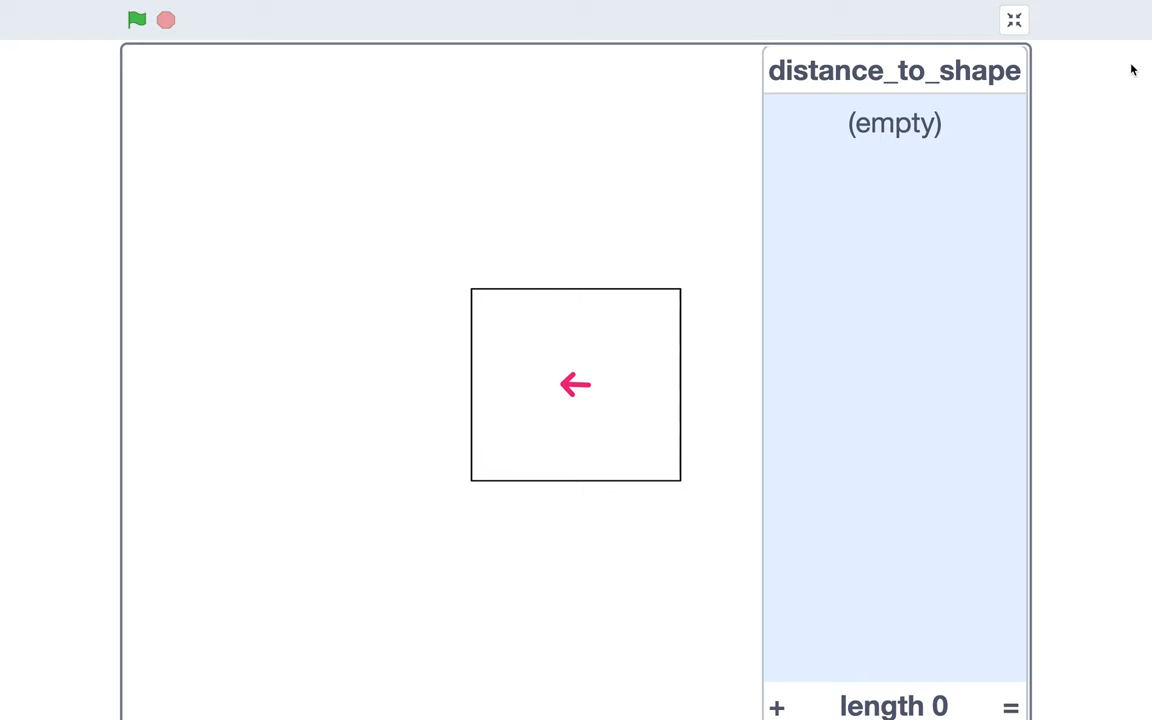 distance_to_shape
(empty)
+ length 0 =